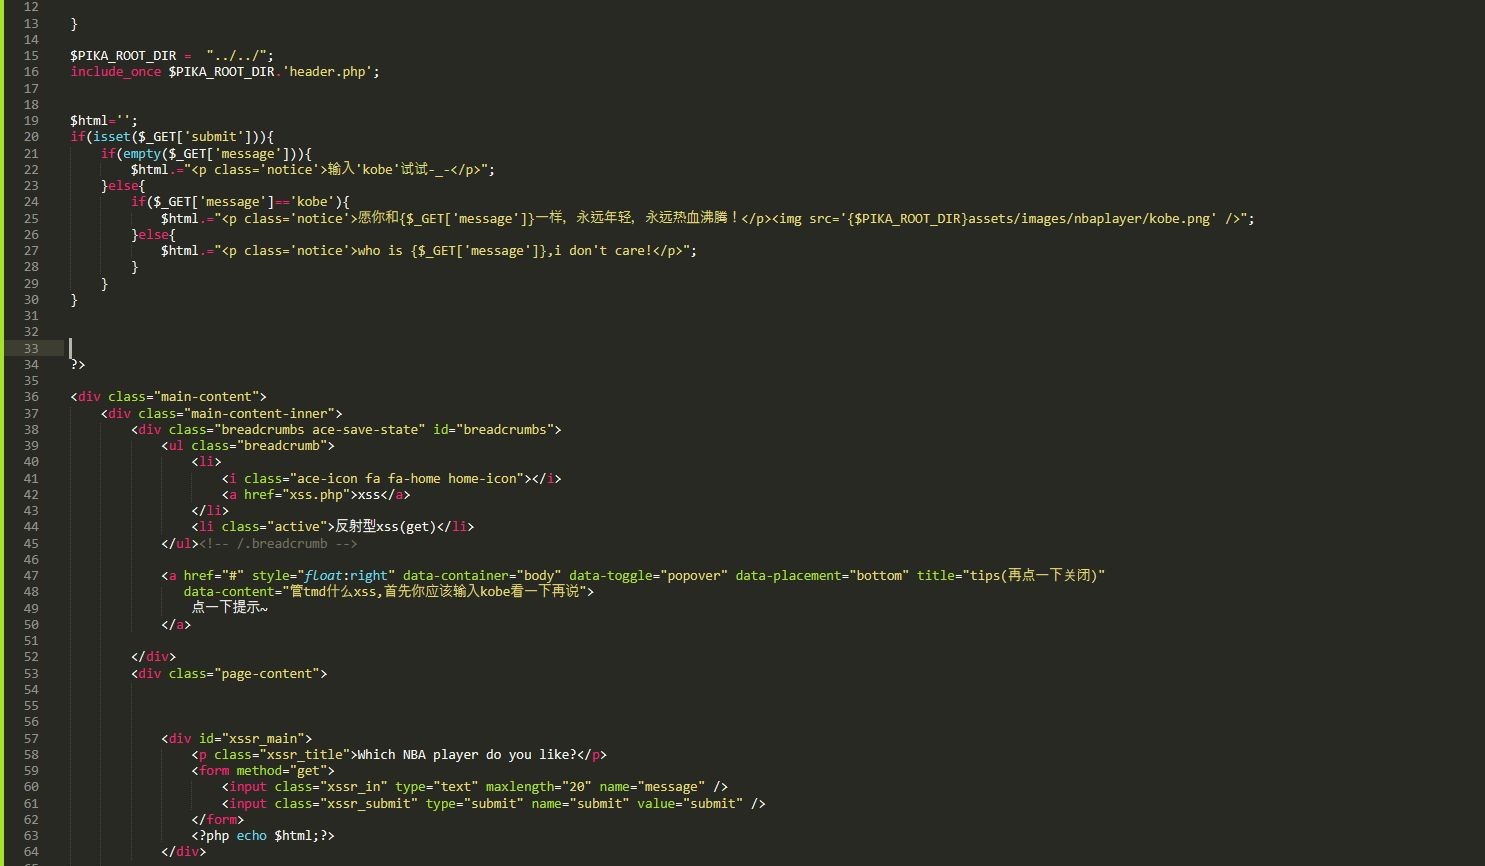 12
13 }
14
15 $PIKA_ROOT_DIR =  "../../";
16 include_once $PIKA_ROOT_DIR.'header.php';
17
18
19 $html='';
20 if(isset($_GET['submit'])){
21     if(empty($_GET['message'])){
22         $html.="<p class='notice'>输入'kobe'试试-_-</p>";
23     }else{
24         if($_GET['message']=='kobe'){
25             $html.="<p class='notice'>愿你和{$_GET['message']}一样，永远年轻，永远热血沸腾！</p><img src='{$PIKA_ROOT_DIR}assets/images/nbaplayer/kobe.png' />";
26         }else{
27             $html.="<p class='notice'>who is {$_GET['message']},i don't care!</p>";
28         }
29     }
30 }
31
32
33
34 ?>
35
36 <div class="main-content">
37     <div class="main-content-inner">
38         <div class="breadcrumbs ace-save-state" id="breadcrumbs">
39             <ul class="breadcrumb">
40                 <li>
41                     <i class="ace-icon fa fa-home home-icon"></i>
42                     <a href="xss.php">xss</a>
43                 </li>
44                 <li class="active">反射型xss(get)</li>
45             </ul><!-- /.breadcrumb -->
46
47             <a href="#" style="float:right" data-container="body" data-toggle="popover" data-placement="bottom" title="tips(再点一下关闭)"
48                data-content="管tmd什么xss,首先你应该输入kobe看一下再说">
49                 点一下提示~
50             </a>
51
52         </div>
53         <div class="page-content">
54
55
56
57             <div id="xssr_main">
58                 <p class="xssr_title">Which NBA player do you like?</p>
59                 <form method="get">
60                     <input class="xssr_in" type="text" maxlength="20" name="message" />
61                     <input class="xssr_submit" type="submit" name="submit" value="submit" />
62                 </form>
63                 <?php echo $html;?>
64             </div>